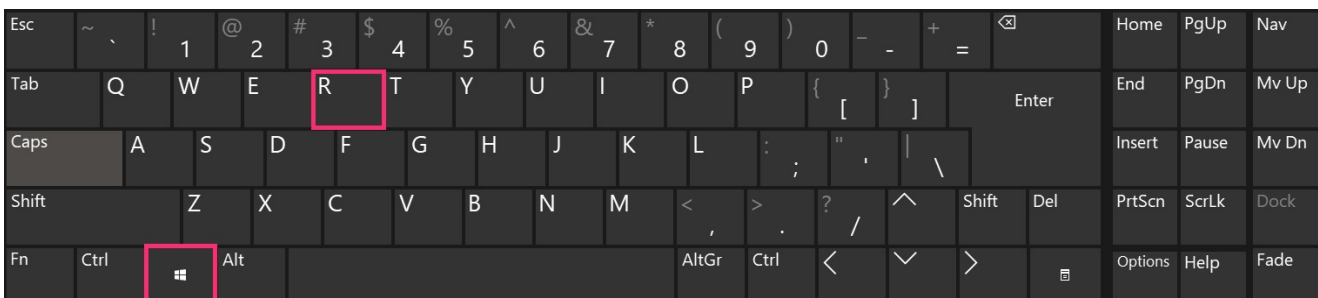 Esc ~ ` ! 1 @ 2 # 3 $ 4 % 5 ^ 6 & 7 * 8 ( 9 ) 0 _ - + = Home PgUp Nav
Tab Q W E R T Y U I O P { [ } ] Enter End PgDn Mv Up
Caps A S D F G H J K L : ; " ' | \ Insert Pause Mv Dn
Shift Z X C V B N M < , > . ? / Shift Del PrtScn ScrLk Dock
Fn Ctrl Alt AltGr Ctrl Options Help Fade